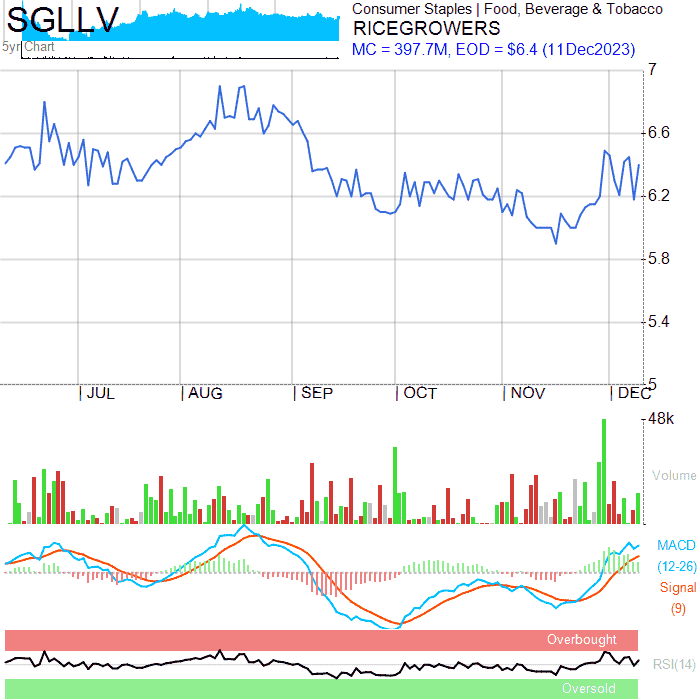 SGLLV
5yr Chart
Consumer Staples | Food, Beverage & Tobacco
RICEGROWERS
MC = 397.7M, EOD = $6.4 (11Dec2023)
7
6.6
6.2
5.8
5.4
5
| JUL | AUG | SEP | OCT | NOV | DEC
48k
Volume
MACD
(12-26)
Signal
(9)
Overbought
RSI(14)
Oversold